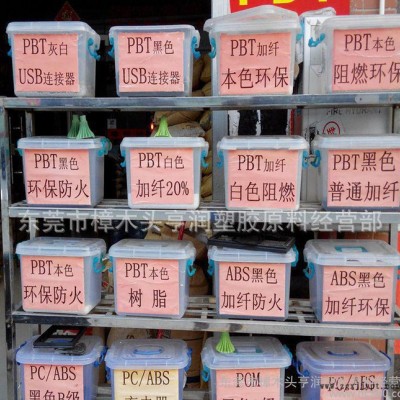 PBT灰白
USB连接器
PBT黑色
USB连接器
PBT加纤
本色环保
PBT本色
阻燃环保
PBT黑色
环保防火
PBT白色
加纤20%
PBT加纤
白色阻燃
PBT黑色
普通加纤
东莞市樟木头亨润塑胶原料经营部
PBT本色
环保防火
PBT本色
树脂
ABS黑色
加纤防火
ABS黑色
加纤环保
PC/ABS
黑色B级
PC/ABS
POM
PC/ABS